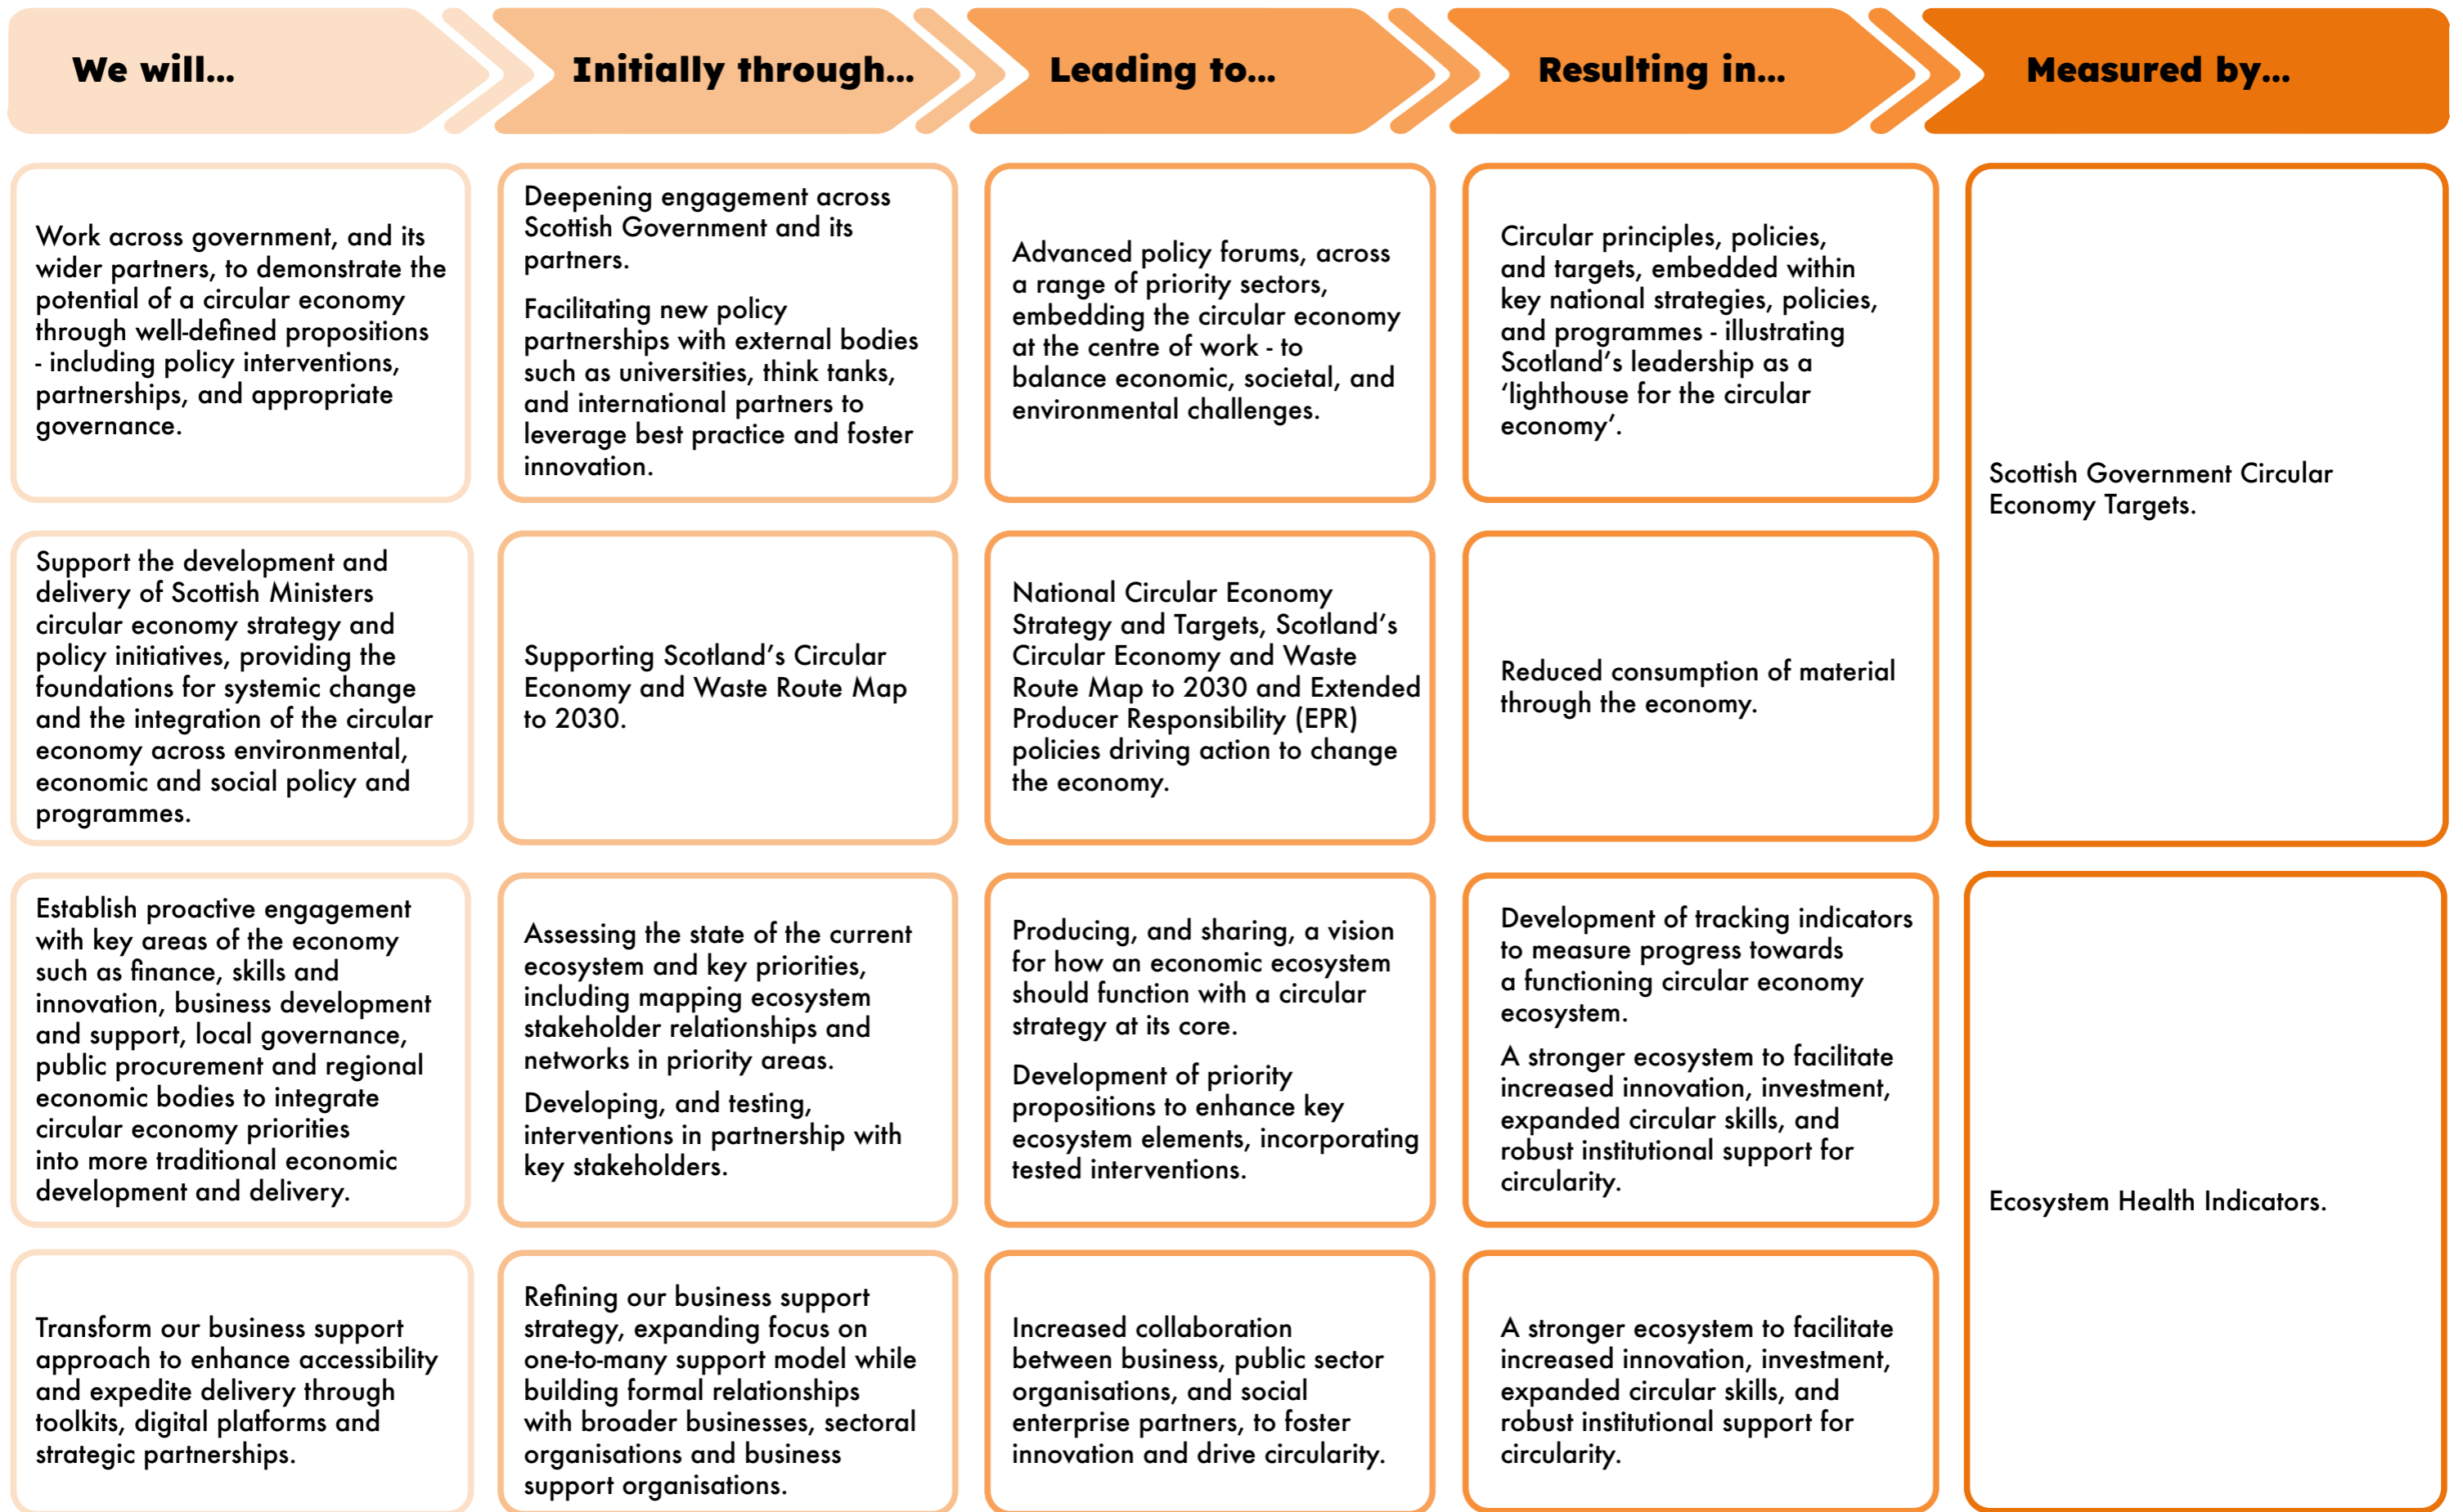 We will...
Initially through...
Leading to...
Resulting in...
Measured by...
Work across government, and its
wider partners, to demonstrate the
potential of a circular economy
through well-defined propositions
- including policy interventions,
partnerships, and appropriate
governance.
Deepening engagement across
Scottish Government and its
partners.
Facilitating new policy
partnerships with external bodies
such as universities, think tanks,
and international partners to
leverage best practice and foster
innovation.
Advanced policy forums, across
a range of priority sectors,
embedding the circular economy
at the centre of work - to
balance economic, societal, and
environmental challenges.
Circular principles, policies,
and targets, embedded within
key national strategies, policies,
and programmes - illustrating
Scotland's leadership as a
'lighthouse for the circular
economy'.
Scottish Government Circular
Economy Targets.
Support the development and
delivery of Scottish Ministers
circular economy strategy and
policy initiatives, providing the
foundations for systemic change
and the integration of the circular
economy across environmental,
economic and social policy and
programmes.
Supporting Scotland's Circular
Economy and Waste Route Map
to 2030.
National Circular Economy
Strategy and Targets, Scotland's
Circular Economy and Waste
Route Map to 2030 and Extended
Producer Responsibility (EPR)
policies driving action to change
the economy.
Reduced consumption of material
through the economy.
Establish proactive engagement
with key areas of the economy
such as finance, skills and
innovation, business development
and support, local governance,
public procurement and regional
economic bodies to integrate
circular economy priorities
into more traditional economic
development and delivery.
Assessing the state of the current
ecosystem and key priorities,
including mapping ecosystem
stakeholder relationships and
networks in priority areas.
Developing, and testing,
interventions in partnership with
key stakeholders.
Producing, and sharing, a vision
for how an economic ecosystem
should function with a circular
strategy at its core.
Development of priority
propositions to enhance key
ecosystem elements, incorporating
tested interventions.
Development of tracking indicators
to measure progress towards
a functioning circular economy
ecosystem.
A stronger ecosystem to facilitate
increased innovation, investment,
expanded circular skills, and
robust institutional support for
circularity.
Ecosystem Health Indicators.
Transform our business support
approach to enhance accessibility
and expedite delivery through
toolkits, digital platforms and
strategic partnerships.
Refining our business support
strategy, expanding focus on
one-to-many support model while
building formal relationships
with broader businesses, sectoral
organisations and business
support organisations.
Increased collaboration
between business, public sector
organisations, and social
enterprise partners, to foster
innovation and drive circularity.
A stronger ecosystem to facilitate
increased innovation, investment,
expanded circular skills, and
robust institutional support for
circularity.